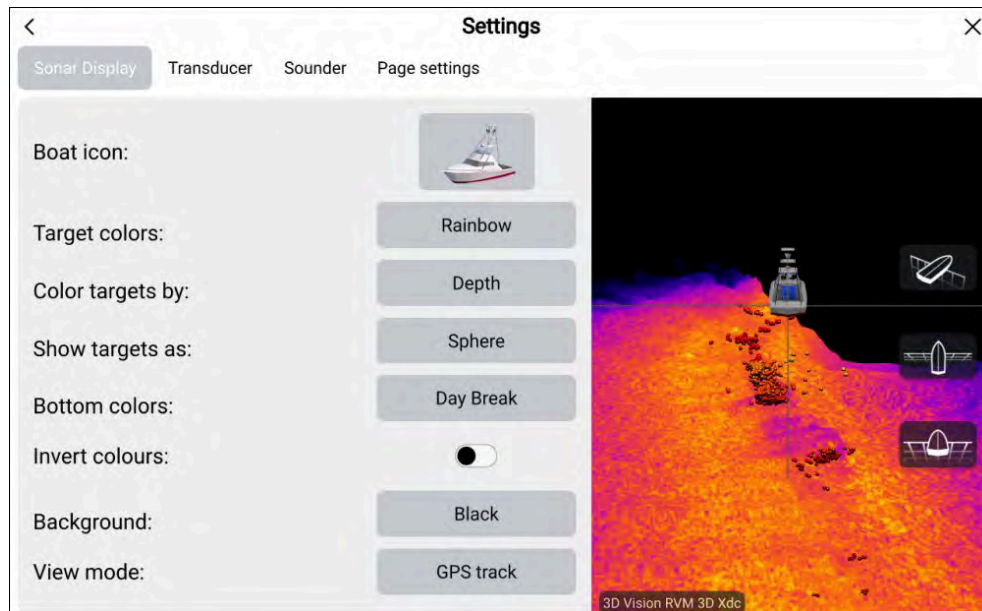 Settings
Sonar Display Transducer Sounder Page settings
Boat icon:
Target colors: Rainbow
Color targets by: Depth
Show targets as: Sphere
Bottom colors: Day Break
Invert colours:
Background: Black
View mode: GPS track
3D Vision RVM 3D Xdc